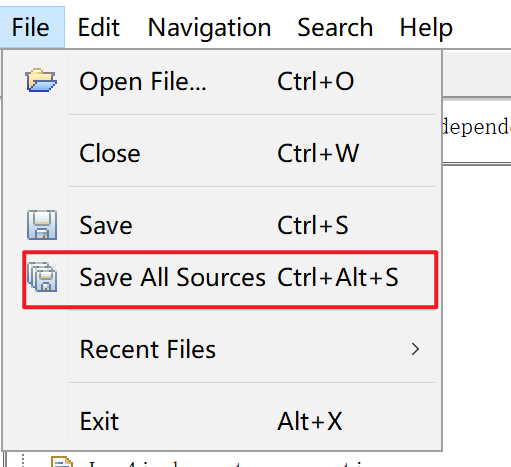 File Edit Navigation Search Help
Open File... Ctrl+O
depend
Close Ctrl+W
Save Ctrl+S
Save All Sources Ctrl+Alt+S
Recent Files
Exit Alt+X